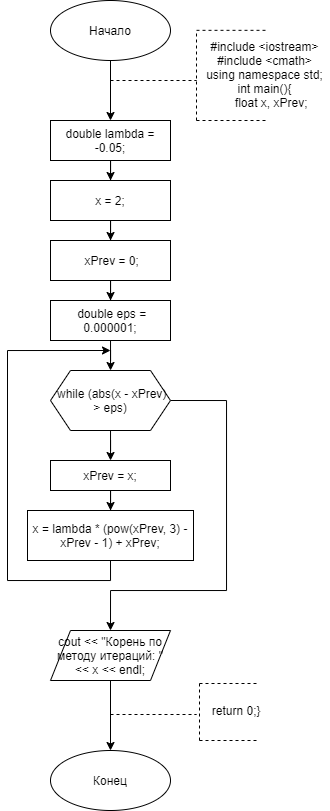 Начало
#include <iostream>
#include <cmath>
using namespace std;
int main(){
float x, xPrev;
double lambda =
-0.05;
x = 2;
xPrev = 0;
double eps =
0.000001;
while (abs(x - xPrev)
> eps)
xPrev = x;
x = lambda * (pow(xPrev, 3) -
xPrev - 1) + xPrev;
cout << "Корень по
методу итераций: "
<< x << endl;
return 0;}
Конец